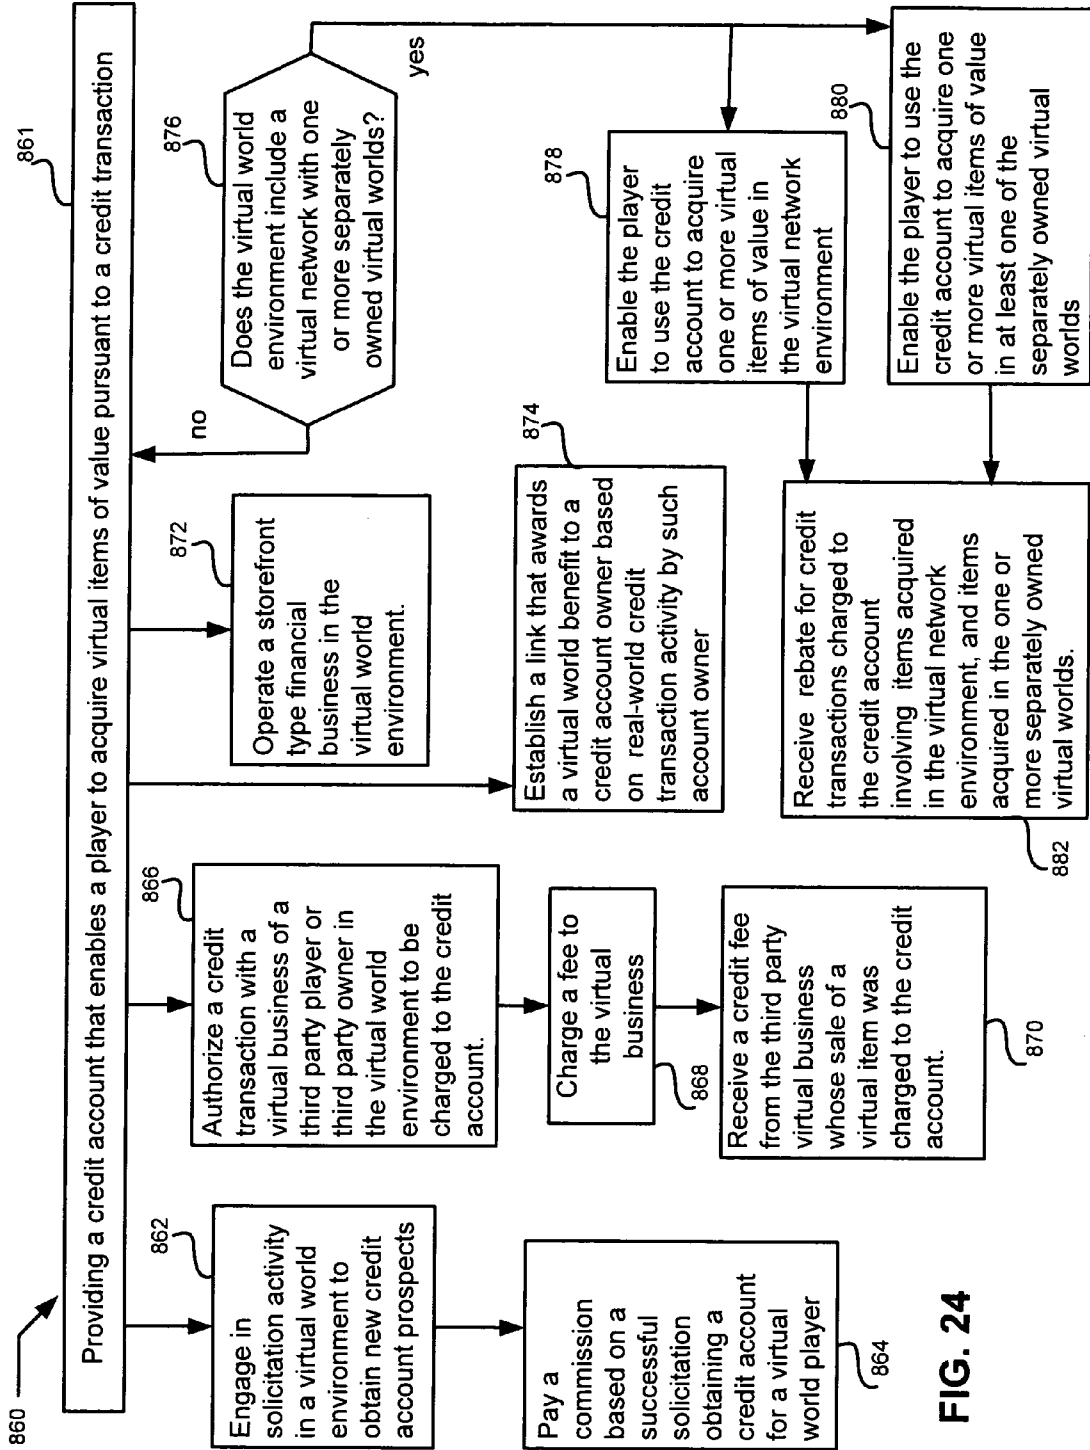 860
861
Providing a credit account that enables a player to acquire virtual items of value pursuant to a credit transaction
862
Engage in
solicitation activity
in a virtual world
environment to
obtain new credit
account prospects
Pay a
commission
based on a
successful
solicitation
obtaining a
credit account
for a virtual
world player
864
866
Authorize a credit
transaction with a
virtual business of a
third party player or
third party owner in
the virtual world
environment to be
charged to the credit
account.
Charge a fee to
the virtual
business
868
Receive a credit fee
from the third party
virtual business
whose sale of a
virtual item was
charged to the credit
account.
870
872
Operate a storefront
type financial
business in the
virtual world
environment.
874
Establish a link that awards
a virtual world benefit to a
credit account owner based
on real-world credit
transaction activity by such
account owner
876
Does the virtual world
environment include a
virtual network with one
or more separately
owned virtual worlds?
no
yes
878
Enable the player
to use the credit
account to acquire
one or more virtual
items of value in
the virtual network
environment
880
Enable the player to use the
credit account to acquire one
or more virtual items of value
in at least one of the
separately owned virtual
worlds
Receive rebate for credit
transactions charged to
the credit account
involving items acquired
in the virtual network
environment, and items
acquired in the one or
more separately owned
virtual worlds.
882
FIG. 24